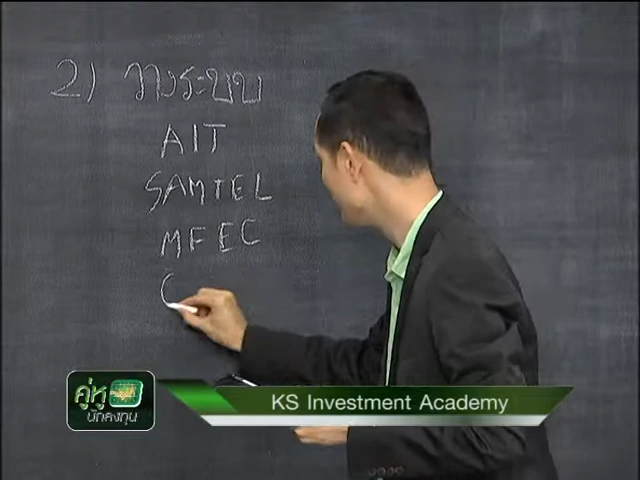 2) วางระบบ
AIT
SAMTEL
MFEC
C
คู่หู
นักลงทุน
KS Investment Academy